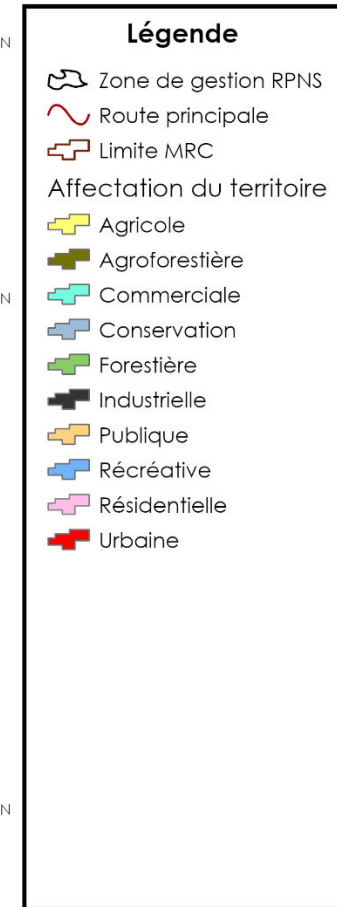 Légende
N
Zone de gestion RPNS
Route principale
Limite MRC
Affectation du territoire
Agricole
Agroforestière
N
Commerciale
Conservation
Forestière
Industrielle
Publique
Récréative
Résidentielle
Urbaine
N